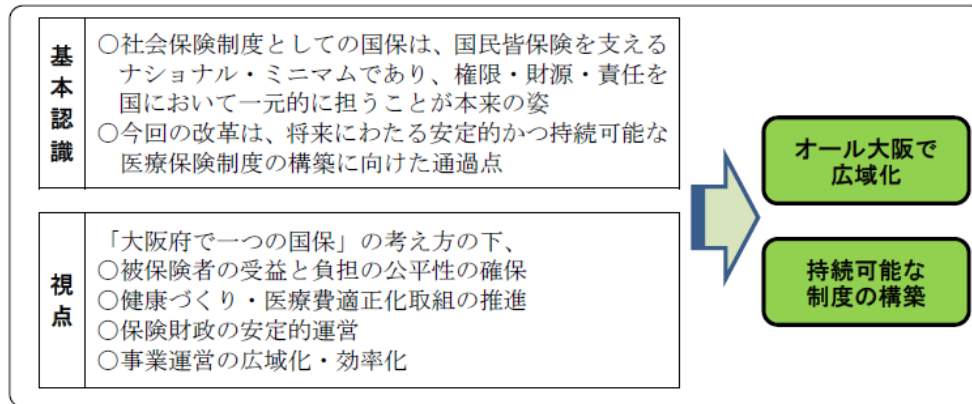 基本認識
○社会保険制度としての国保は、国民皆保険を支える
ナショナル・ミニマムであり、権限・財源・責任を
国において一元的に担うことが本来の姿
○今回の改革は、将来にわたる安定的かつ持続可能な
医療保険制度の構築に向けた通過点
視点
「大阪府で一つの国保」の考え方の下、
○被保険者の受益と負担の公平性の確保
○健康づくり・医療費適正化取組の推進
○保険財政の安定的運営
○事業運営の広域化・効率化
オール大阪で
広域化
持続可能な
制度の構築